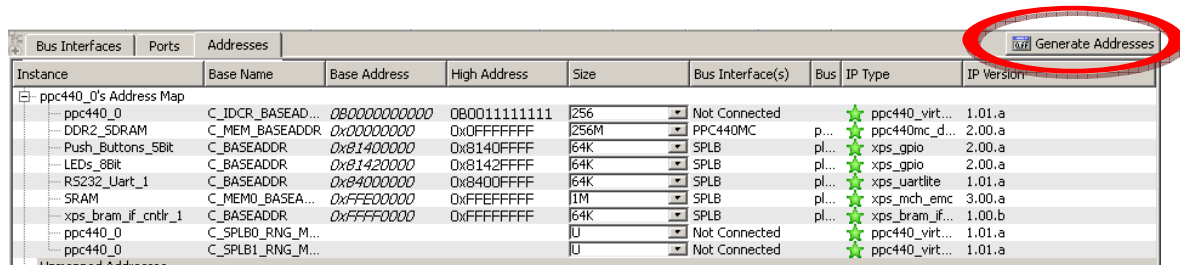 Bus Interfaces Ports Addresses Generate Addresses
Instance Base Name Base Address High Address Size Bus Interface(s) Bus IP Type IP Version
ppc440_0's Address Map
ppc440_0 C_IDCR_BASEAD... 0B0000000000 0B0011111111 256 Not Connected ppc440_virt... 1.01.a
DDR2_SDRAM C_MEM_BASEADDR 0x00000000 0x0FFFFFFF 256M PPC440MC p... ppc440mc_d... 2.00.a
Push_Buttons_5Bit C_BASEADDR 0x81400000 0x8140FFFF 64K SPLB pl... xps_gpio 2.00.a
LEDs_8Bit C_BASEADDR 0x81420000 0x8142FFFF 64K SPLB pl... xps_gpio 2.00.a
RS232_Uart_1 C_BASEADDR 0x84000000 0x8400FFFF 64K SPLB pl... xps_uartlite 1.01.a
SRAM C_MEM0_BASEA... 0xFFE00000 0xFFEFFFFF 1M SPLB pl... xps_mch_emc 3.00.a
xps_bram_if_cntlr_1 C_BASEADDR 0xFFFF0000 0xFFFFFFFF 64K SPLB pl... xps_bram_if... 1.00.b
ppc440_0 C_SPLB0_RNG_M... U Not Connected ppc440_virt... 1.01.a
ppc440_0 C_SPLB1_RNG_M... U Not Connected ppc440_virt... 1.01.a